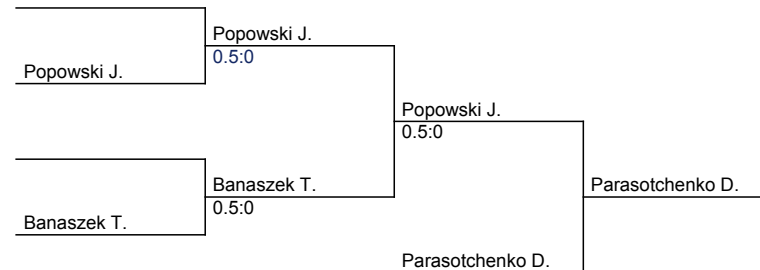 Popowski J.
0.5:0
Popowski J.
Popowski J.
0.5:0
Banaszek T.
0.5:0
Parasotchenko D.
Banaszek T.
Parasotchenko D.